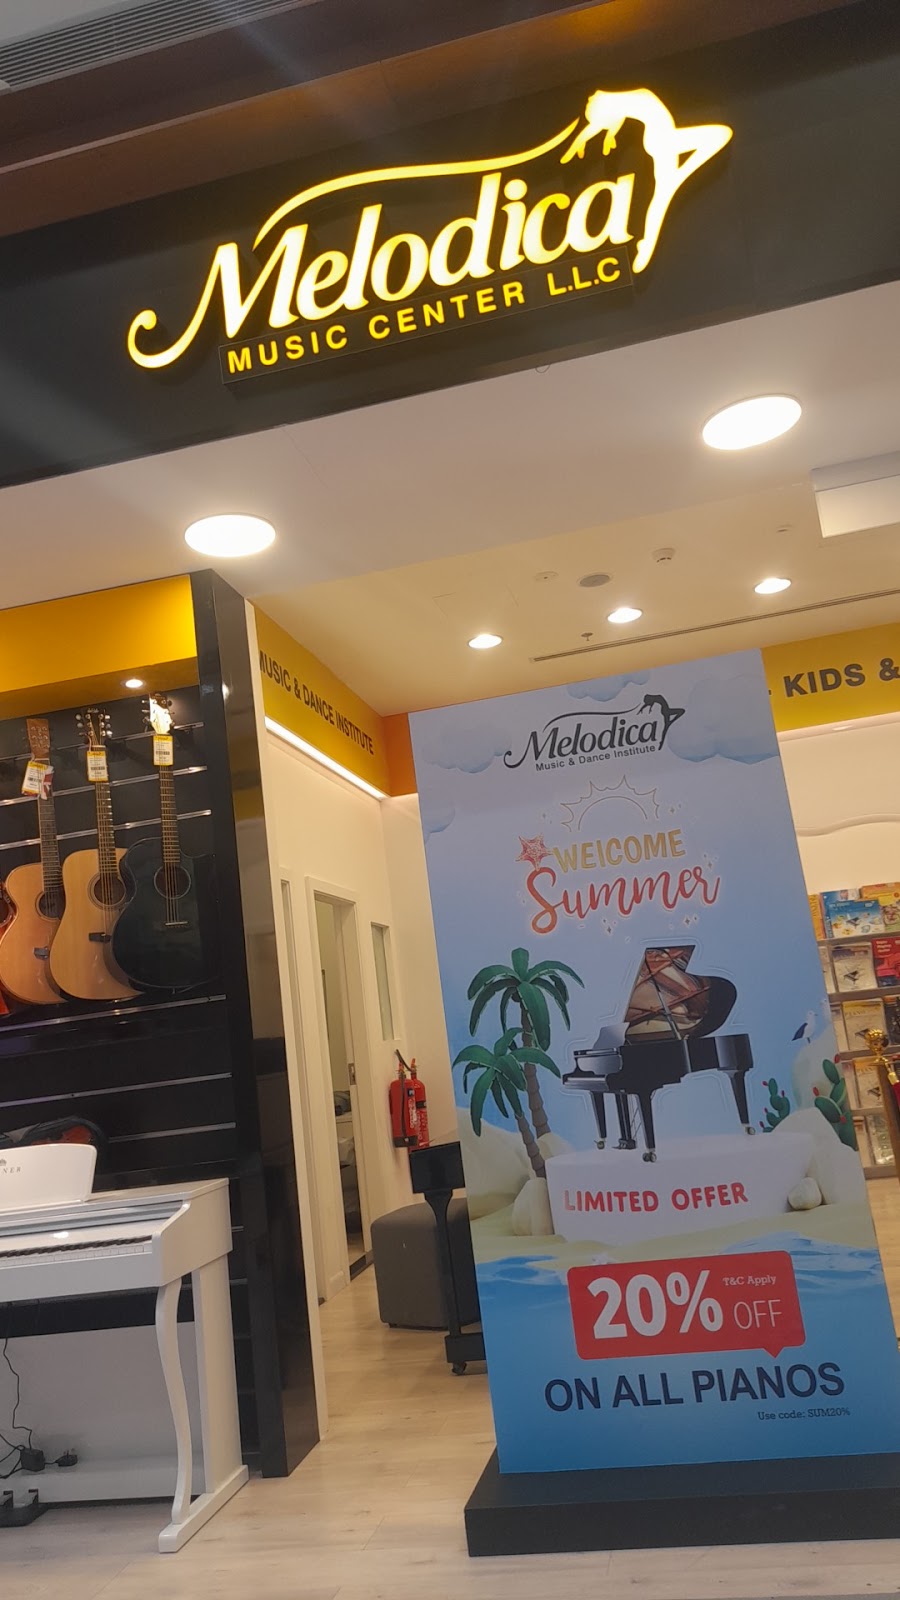 Melodica
MUSIC CENTER L.L.C
MUSIC & DANCE INSTITUTE
KIDS &
Melodica
Music & Dance Institute
WElCOME
Summer
LIMITED OFFER
20% T&C Apply
OFF
ON ALL PIANOS
Use code: SUM20%